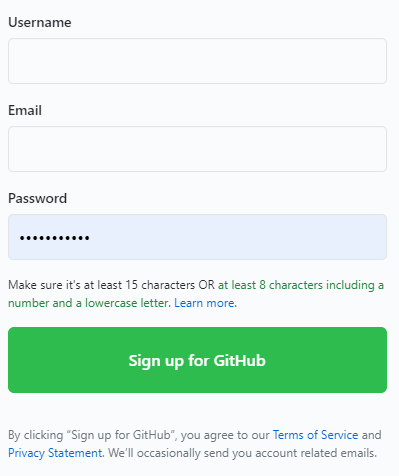 Username
Email
Password
•••••••••••
Make sure it's at least 15 characters OR at least 8 characters including a
number and a lowercase letter. Learn more.
Sign up for GitHub
By clicking “Sign up for GitHub”, you agree to our Terms of Service and
Privacy Statement. We'll occasionally send you account related emails.